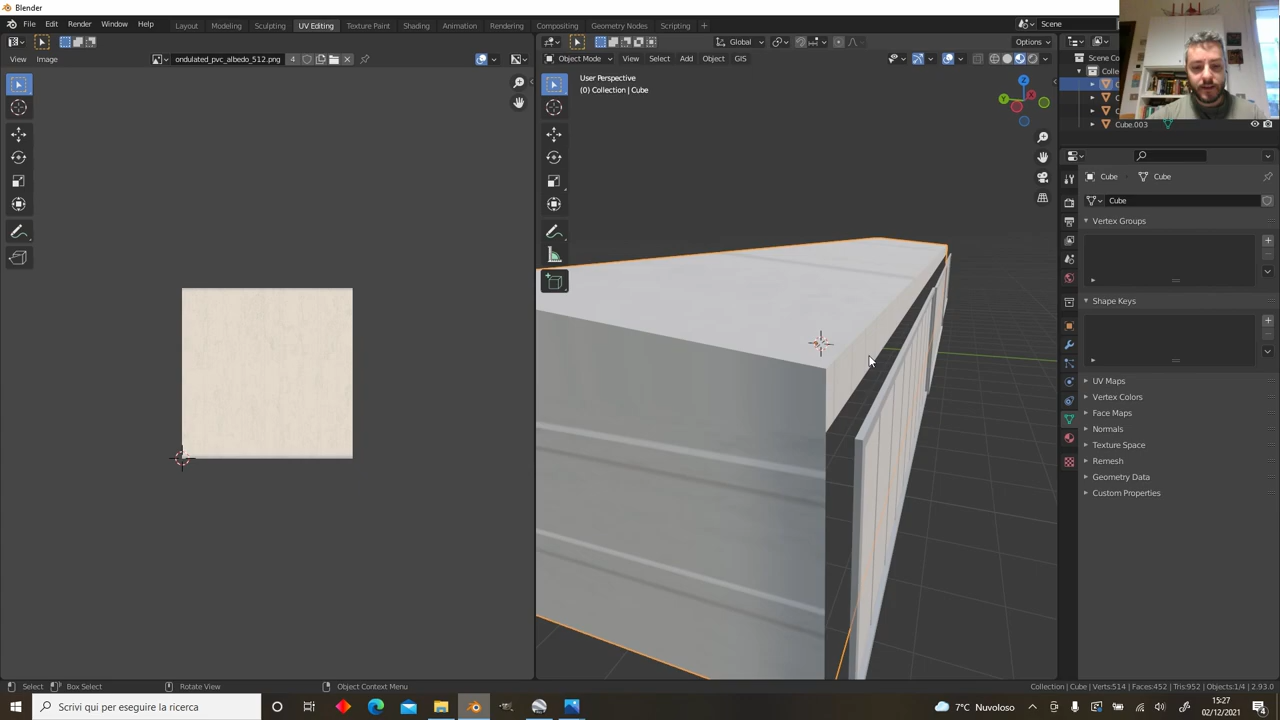 Blender
File Edit Render Window Help Layout Modeling Sculpting UV Editing Texture Paint Shading Animation Rendering Compositing Geometry Nodes Scripting + Scene
Global Options
View Image ondulated_pvc_albedo_512.png 4 Object Mode View Select Add Object GIS
Scene Co
Collec
User Perspective
(0) Collection | Cube
Z
Y
X
Cube.003
Cube Cube
Cube
Vertex Groups
Shape Keys
UV Maps
Vertex Colors
Face Maps
Normals
Texture Space
Remesh
Geometry Data
Custom Properties
Select Box Select Rotate View Object Context Menu Collection | Cube | Verts:514 | Faces:452 | Tris:952 | Objects:1/4 | 2.93.0
Scrivi qui per eseguire la ricerca 7°C Nuvoloso 15:27
02/12/2021